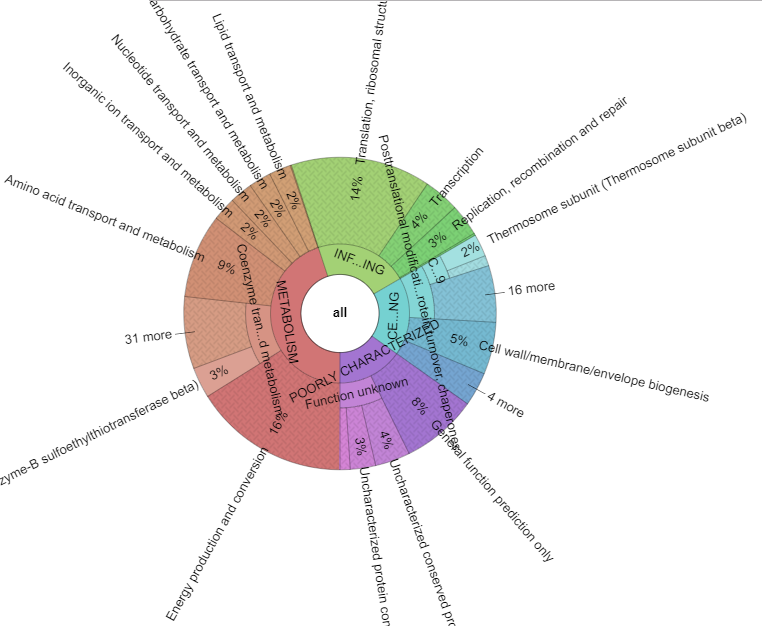 Lipid transport and metabolism
arbohydrate transport and metabolism
Nucleotide transport and metabolism
Inorganic ion transport and metabolism
Amino acid transport and metabolism
31 more
zyme-B sulfoethylthiotransferase beta)
Energy production and conversion
Translation, ribosomal struct
Transcription
Replication, recombination and repair
Thermosome subunit (Thermosome subunit beta)
16 more
Cell wall/membrane/envelope biogenesis
4 more
General function prediction only
Uncharacterized conserved pro
Uncharacterized protein con
Posttranslational modificati...rotein turnover, chaperones
Coenzyme tran...d metabolism
METABOLISM
INF...ING
CE...NG
C...9
POORLY CHARACTERIZED
Function unknown
all
2%
2%
2%
2%
9%
3%
16%
14%
4%
3%
2%
5%
8%
4%
3%